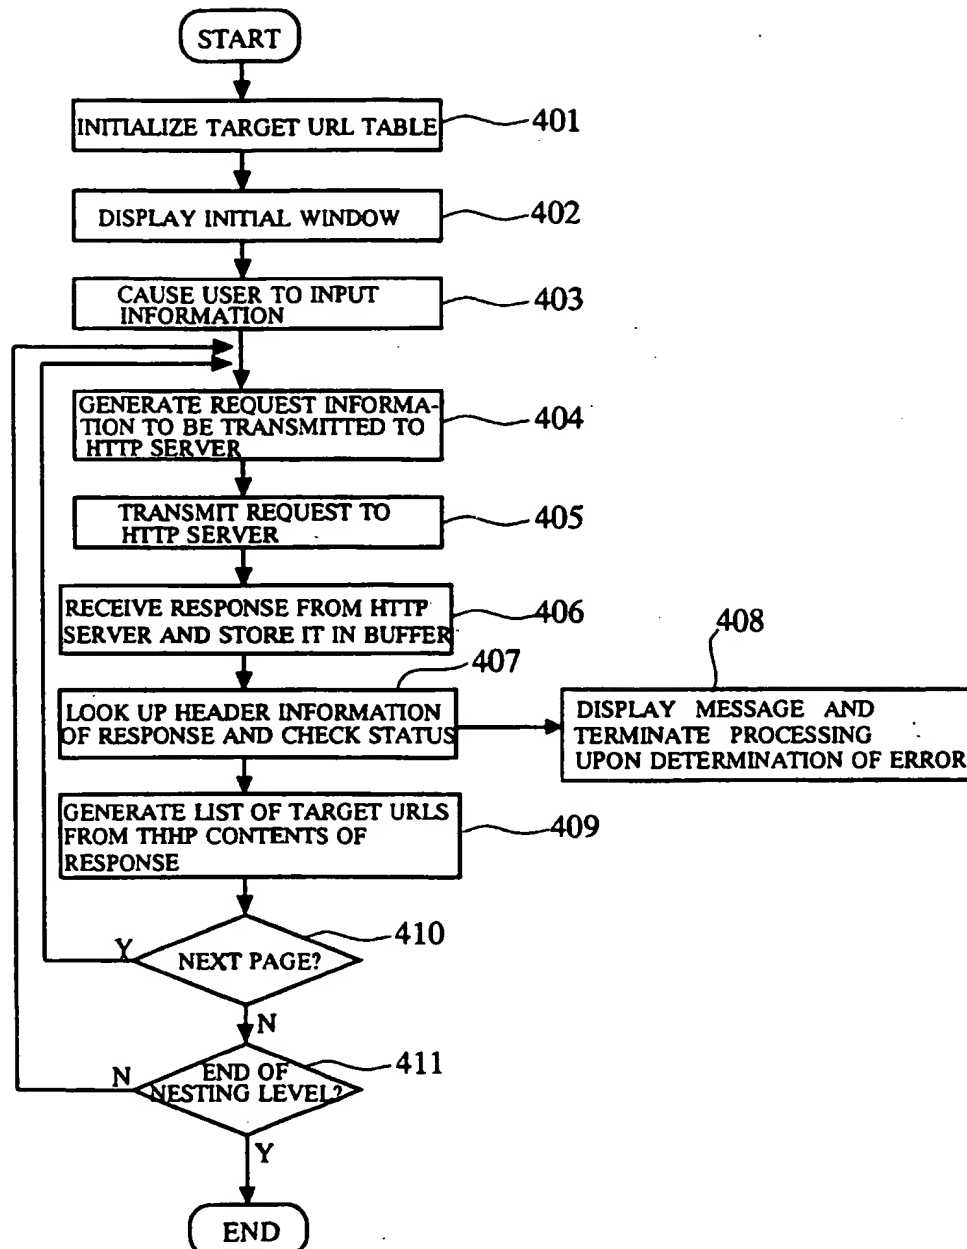 START
INITIALIZE TARGET URL TABLE
401
DISPLAY INITIAL WINDOW
402
CAUSE USER TO INPUT
INFORMATION
403
GENERATE REQUEST INFORMA-
TION TO BE TRANSMITTED TO
HTTP SERVER
404
TRANSMIT REQUEST TO
HTTP SERVER
405
RECEIVE RESPONSE FROM HTTP
SERVER AND STORE IT IN BUFFER
406
407
LOOK UP HEADER INFORMATION
OF RESPONSE AND CHECK STATUS
408
DISPLAY MESSAGE AND
TERMINATE PROCESSING
UPON DETERMINATION OF ERROR
GENERATE LIST OF TARGET URLS
FROM THHP CONTENTS OF
RESPONSE
409
410
Y
NEXT PAGE?
N
411
N
END OF
NESTING LEVEL?
Y
END